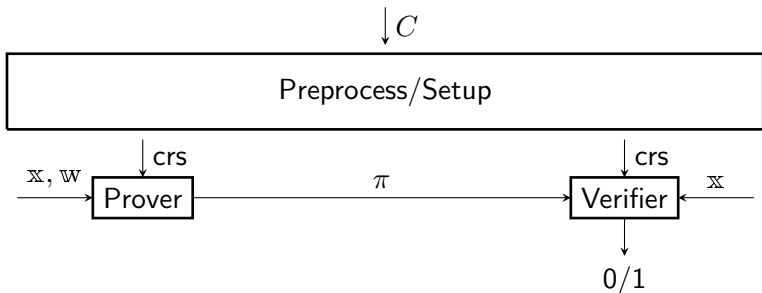 C
Preprocess/Setup
crs crs
𝕩, 𝕨 π 𝕩
Prover Verifier
0/1